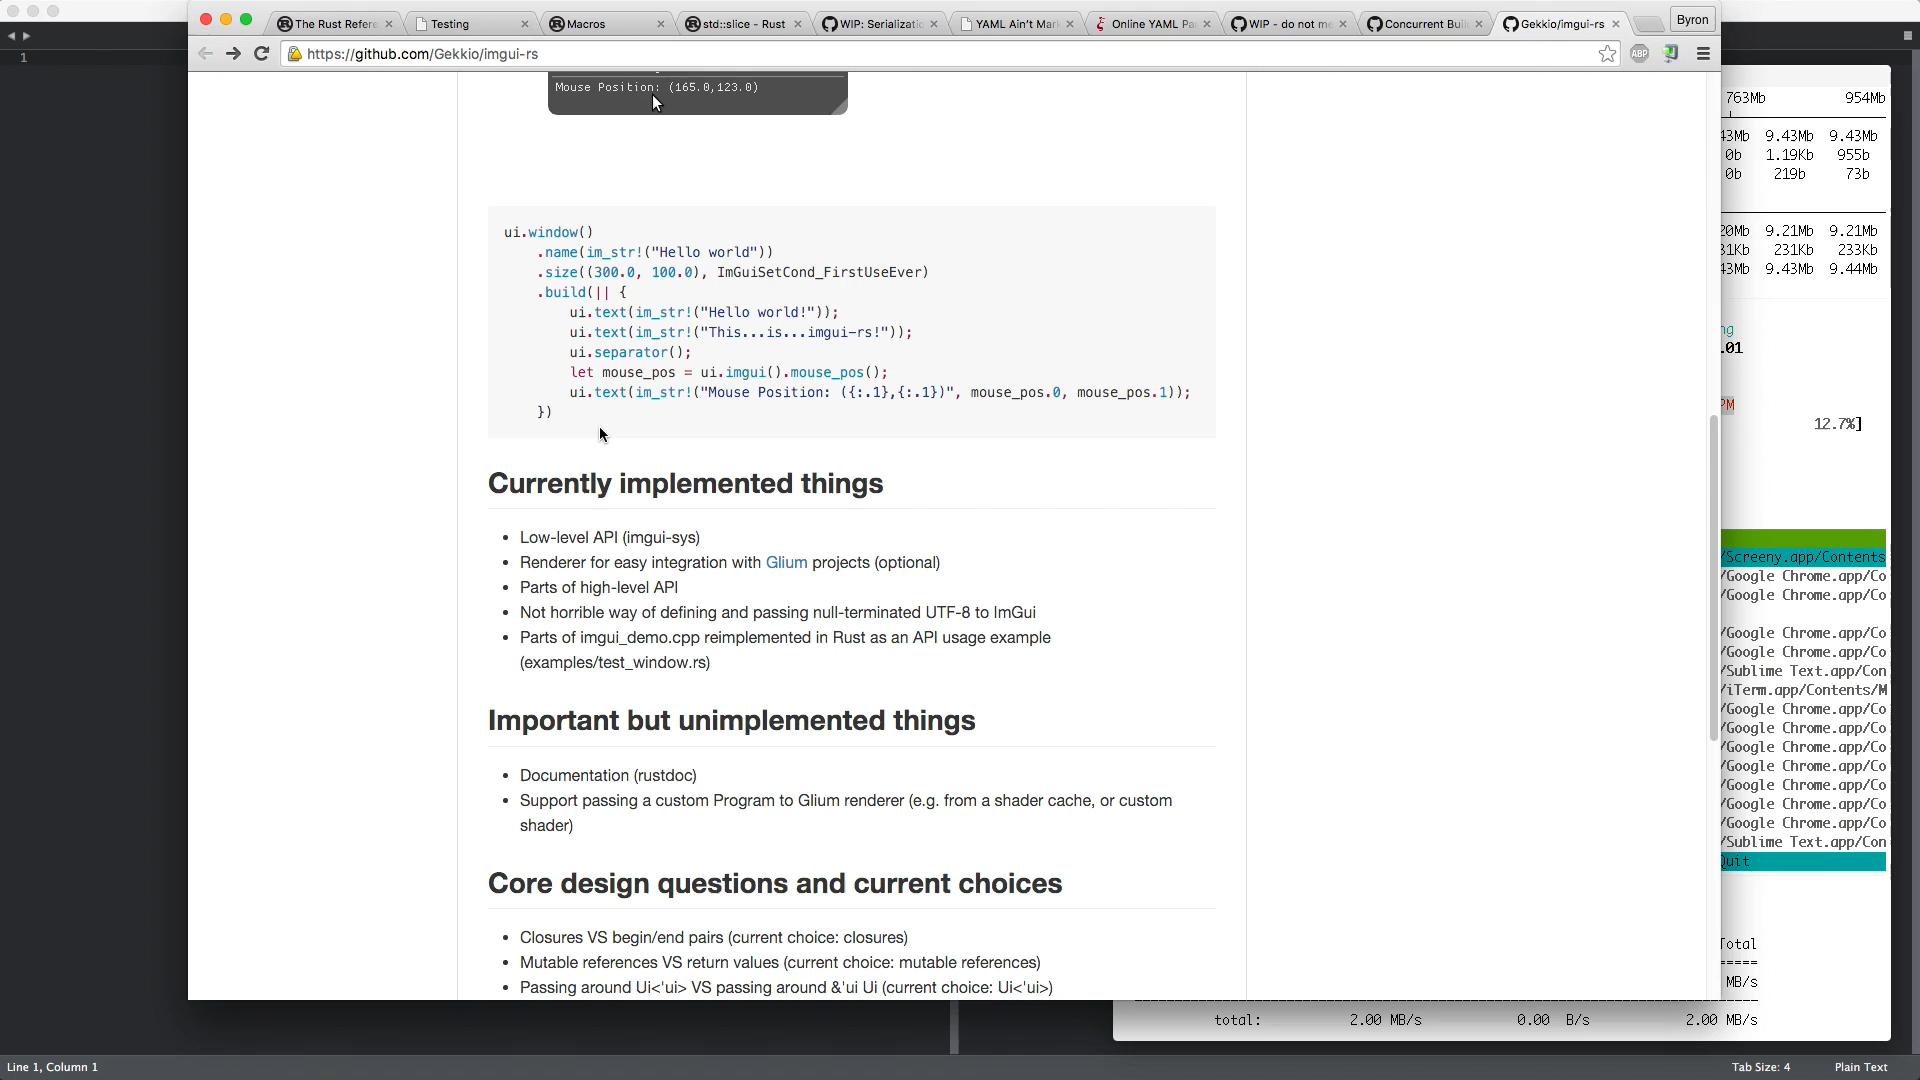 The Rust Refere
Testing
Macros
std::slice - Rust
WIP: Serializatic
YAML Ain't Mark
Online YAML Pa
WIP - do not me
Concurrent Buil
Gekkio/imgui-rs
Byron
https://github.com/Gekkio/imgui-rs
ABP
1
Mouse Position: (165.0,123.0)
ui.window()
.name(im_str!("Hello world"))
.size((300.0, 100.0), ImGuiSetCond_FirstUseEver)
.build(|| {
ui.text(im_str!("Hello world!"));
ui.text(im_str!("This...is...imgui-rs!"));
ui.separator();
let mouse_pos = ui.imgui().mouse_pos();
ui.text(im_str!("Mouse Position: ({:.1},{:.1})", mouse_pos.0, mouse_pos.1));
})
Currently implemented things
• Low-level API (imgui-sys)
• Renderer for easy integration with Glium projects (optional)
• Parts of high-level API
• Not horrible way of defining and passing null-terminated UTF-8 to ImGui
• Parts of imgui_demo.cpp reimplemented in Rust as an API usage example
(examples/test_window.rs)
Important but unimplemented things
• Documentation (rustdoc)
• Support passing a custom Program to Glium renderer (e.g. from a shader cache, or custom
shader)
Core design questions and current choices
• Closures VS begin/end pairs (current choice: closures)
• Mutable references VS return values (current choice: mutable references)
• Passing around Ui<'ui> VS passing around &'ui Ui (current choice: Ui<'ui>)
763Mb 954Mb
43Mb 9.43Mb 9.43Mb
0b 1.19Kb 955b
0b 219b 73b
20Mb 9.21Mb 9.21Mb
31Kb 231Kb 233Kb
43Mb 9.43Mb 9.44Mb
ng
.01
PM
12.7%]
/Screeny.app/Contents
/Google Chrome.app/Co
/Google Chrome.app/Co
/Google Chrome.app/Co
/Google Chrome.app/Co
/Sublime Text.app/Con
/iTerm.app/Contents/M
/Google Chrome.app/Co
/Google Chrome.app/Co
/Google Chrome.app/Co
/Google Chrome.app/Co
/Google Chrome.app/Co
/Google Chrome.app/Co
/Google Chrome.app/Co
/Sublime Text.app/Con
Quit
Total
=====
MB/s
total: 2.00 MB/s 0.00 B/s 2.00 MB/s
Line 1, Column 1
Tab Size: 4
Plain Text